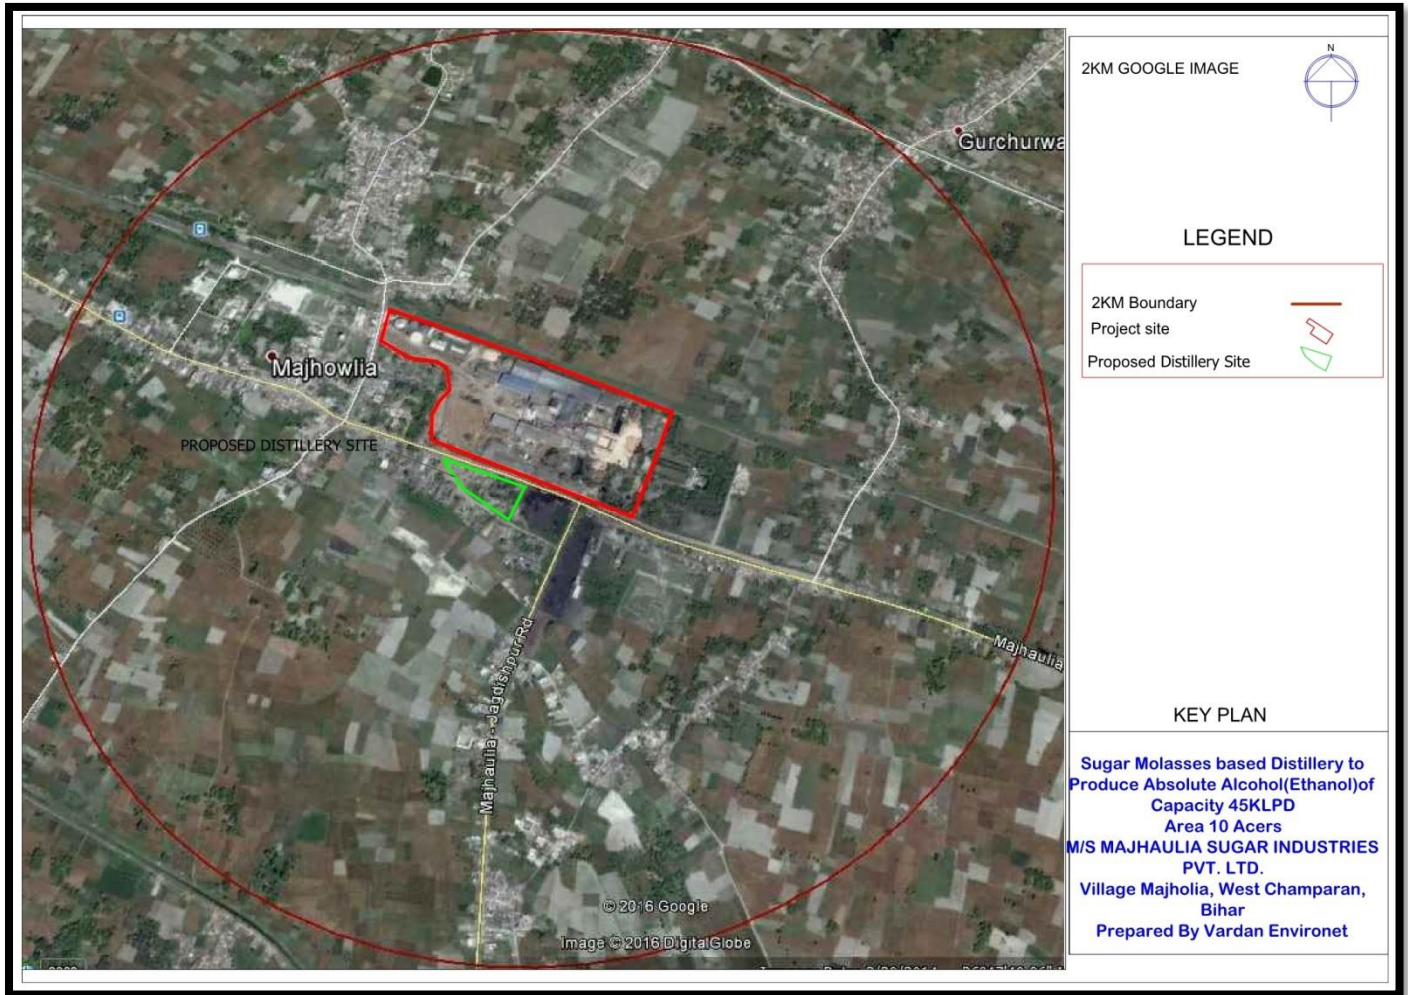 2KM GOOGLE IMAGE
N
Gurchurwa
LEGEND
2KM Boundary
Project site
Proposed Distillery Site
Majhowlia
PROPOSED DISTILLERY SITE
Majhaulia - Jagdishpur Rd
Majhaulia
KEY PLAN
Sugar Molasses based Distillery to
Produce Absolute Alcohol(Ethanol)of
Capacity 45KLPD
Area 10 Acers
M/S MAJHAULIA SUGAR INDUSTRIES
PVT. LTD.
Village Majholia, West Champaran,
Bihar
Prepared By Vardan Environet
© 2016 Google
Image © 2016 DigitalGlobe